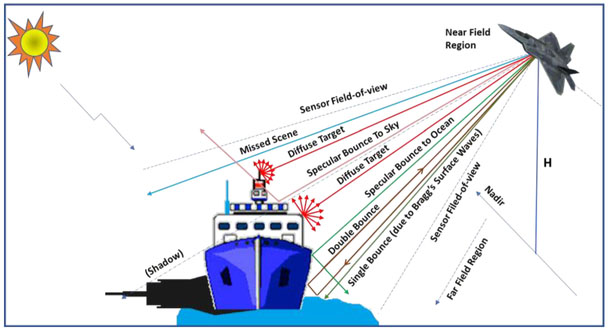 Near Field
Region
Sensor Field-of-view
Missed Scene
Diffuse Target
Specular Bounce To Sky
Diffuse Target
Specular Bounce to Ocean
Double Bounce
Single Bounce (due to Bragg's Surface Waves)
Sensor Filed-of-view
H
Nadir
Far Field Region
(Shadow)